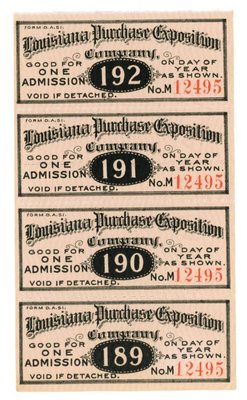 FORM D.A.S.I.
Louisiana Purchase Exposition
Company,
GOOD FOR ONE ADMISSION 192 ON DAY OF YEAR AS SHOWN.
VOID IF DETACHED. No.M 12495
FORM D.A.S.I.
Louisiana Purchase Exposition
Company,
GOOD FOR ONE ADMISSION 191 ON DAY OF YEAR AS SHOWN.
VOID IF DETACHED. No.M 12495
FORM D.A.S.I.
Louisiana Purchase Exposition
Company,
GOOD FOR ONE ADMISSION 190 ON DAY OF YEAR AS SHOWN.
VOID IF DETACHED. No.M 12495
FORM D.A.S.I.
Louisiana Purchase Exposition
Company,
GOOD FOR ONE ADMISSION 189 ON DAY OF YEAR AS SHOWN.
VOID IF DETACHED. No.M 12495